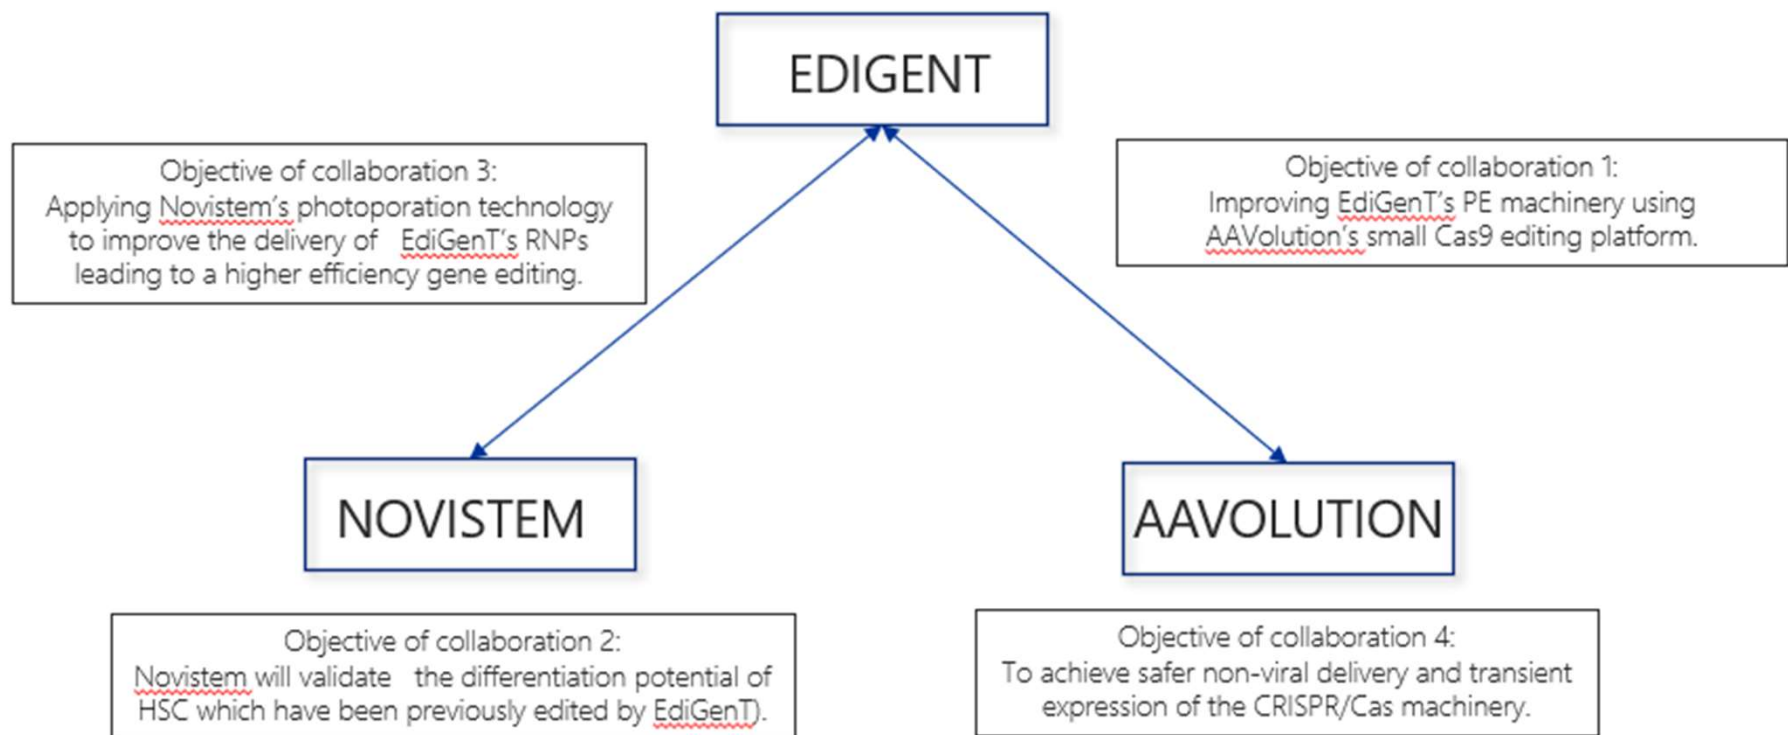 EDIGENT
Objective of collaboration 3:
Applying Novistem's photoporation technology
to improve the delivery of EdiGenT's RNPs
leading to a higher efficiency gene editing.
Objective of collaboration 1:
Improving EdiGenT's PE machinery using
AAVolution's small Cas9 editing platform.
NOVISTEM
AAVOLUTION
Objective of collaboration 2:
Novistem will validate the differentiation potential of
HSC which have been previously edited by EdiGenT).
Objective of collaboration 4:
To achieve safer non-viral delivery and transient
expression of the CRISPR/Cas machinery.